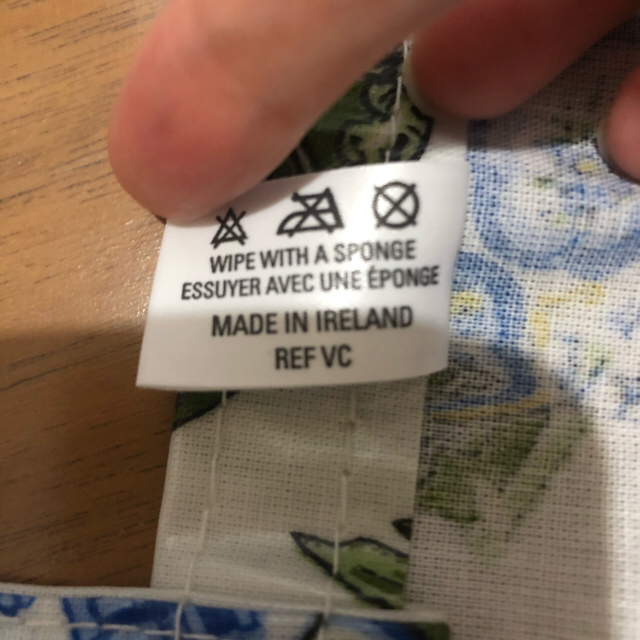 WIPE WITH A SPONGE
ESSUYER AVEC UNE ÉPONGE
MADE IN IRELAND
REF VC